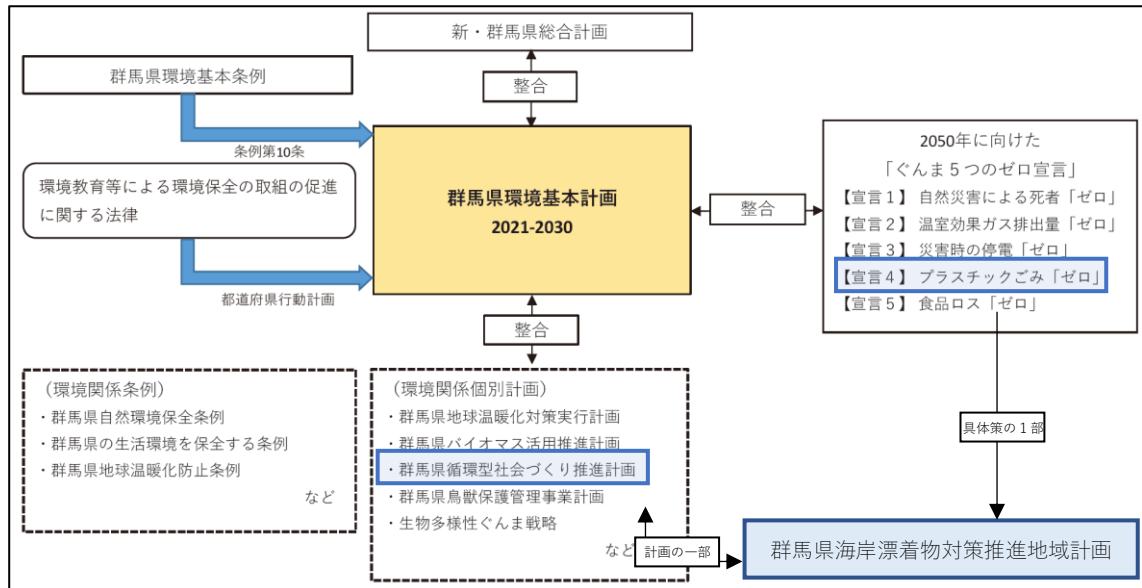 新・群馬県総合計画
整合
群馬県環境基本条例
条例第10条
環境教育等による環境保全の取組の促進
に関する法律
都道府県行動計画
群馬県環境基本計画
2021-2030
整合
2050年に向けた
「ぐんま５つのゼロ宣言」
【宣言１】 自然災害による死者「ゼロ」
【宣言２】 温室効果ガス排出量「ゼロ」
【宣言３】 災害時の停電「ゼロ」
【宣言４】 プラスチックごみ「ゼロ」
【宣言５】 食品ロス「ゼロ」
整合
（環境関係条例）
・群馬県自然環境保全条例
・群馬県の生活環境を保全する条例
・群馬県地球温暖化防止条例
など
（環境関係個別計画）
・群馬県地球温暖化対策実行計画
・群馬県バイオマス活用推進計画
・群馬県循環型社会づくり推進計画
・群馬県鳥獣保護管理事業計画
・生物多様性ぐんま戦略
など
計画の一部
具体策の１部
群馬県海岸漂着物対策推進地域計画